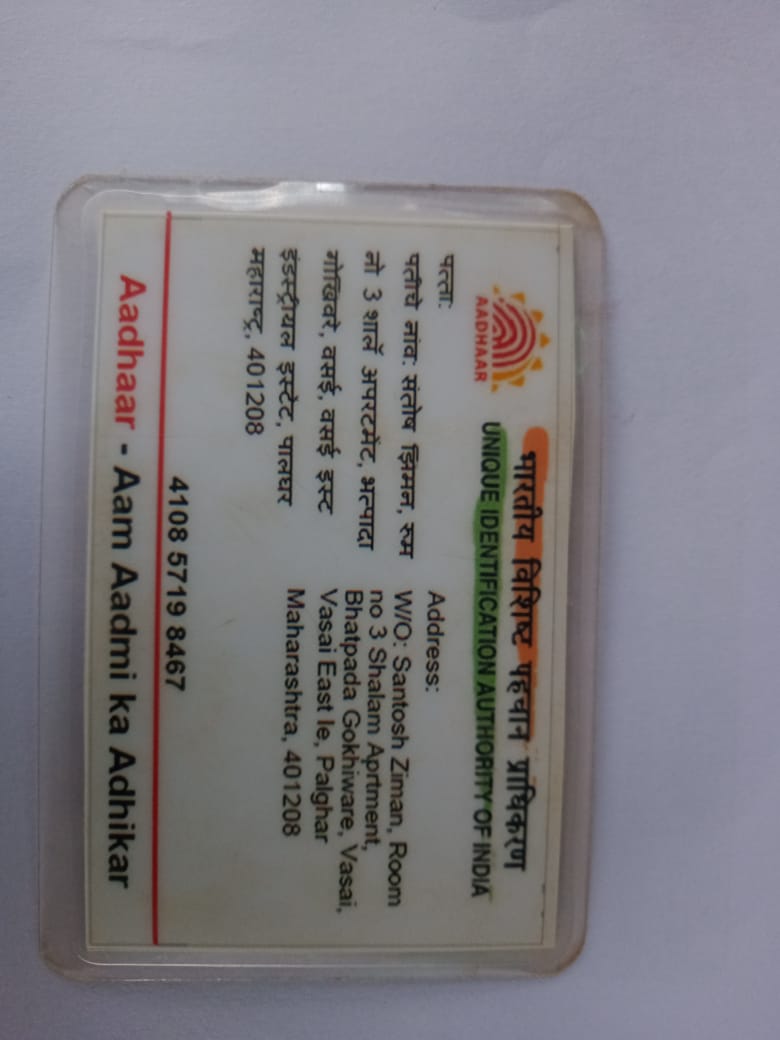 भारतीय विशिष्ट पहचान प्राधिकरण
UNIQUE IDENTIFICATION AUTHORITY OF INDIA
AADHAAR
पत्ता:
पतीचे नांव: संतोष झिमन, रूम
नो 3 शालॅ अपरटमेंट, भत्पादा
गोखिवरे, वसई, वसई इस्ट
इंडस्ट्रीयल इस्टेट, पालघर
महाराष्ट्र, 401208
Address:
W/O: Santosh Ziman, Room
no 3 Shalam Aprtment,
Bhatpada Gokhiware, Vasai,
Vasai East Ie, Palghar
Maharashtra, 401208
4108 5719 8467
Aadhaar - Aam Aadmi ka Adhikar